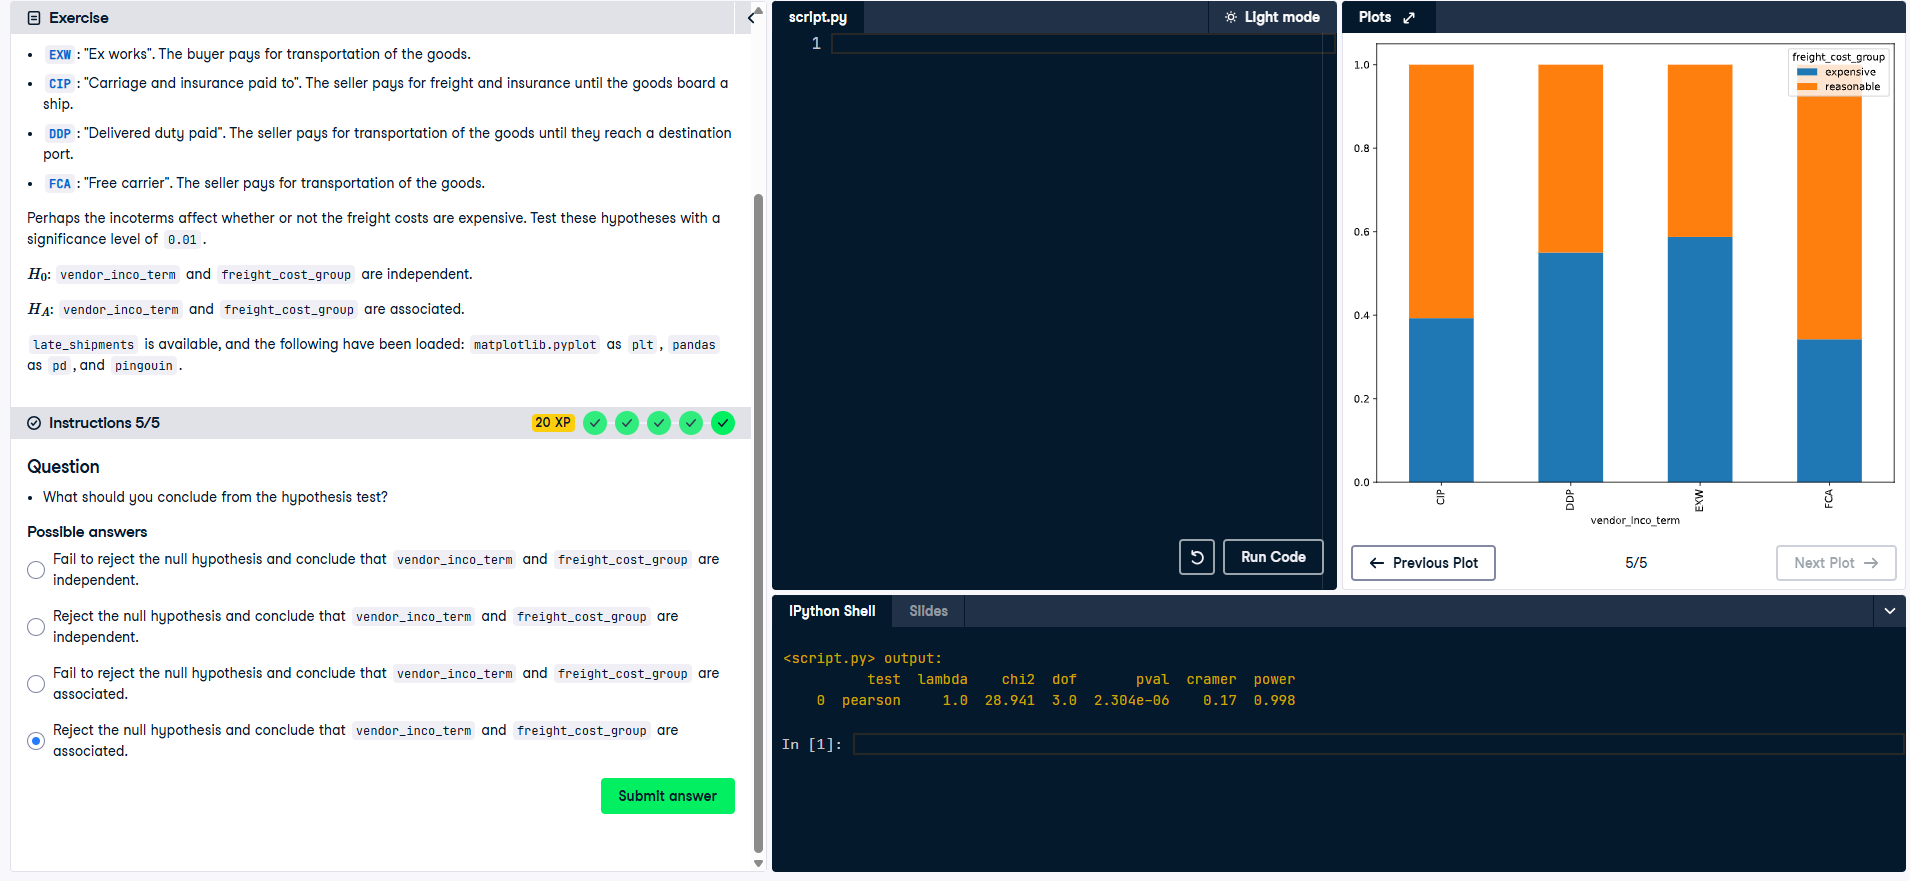 Exercise
EXW : "Ex works". The buyer pays for transportation of the goods.
CIP : "Carriage and insurance paid to". The seller pays for freight and insurance until the goods board a
ship.
DDP : "Delivered duty paid". The seller pays for transportation of the goods until they reach a destination
port.
FCA : "Free carrier". The seller pays for transportation of the goods.
Perhaps the incoterms affect whether or not the freight costs are expensive. Test these hypotheses with a
significance level of 0.01 .
H0: vendor_inco_term and freight_cost_group are independent.
HA: vendor_inco_term and freight_cost_group are associated.
late_shipments is available, and the following have been loaded: matplotlib.pyplot as plt , pandas
as pd , and pingouin .
Instructions 5/5
20 XP
Question
What should you conclude from the hypothesis test?
Possible answers
Fail to reject the null hypothesis and conclude that vendor_inco_term and freight_cost_group are
independent.
Reject the null hypothesis and conclude that vendor_inco_term and freight_cost_group are
independent.
Fail to reject the null hypothesis and conclude that vendor_inco_term and freight_cost_group are
associated.
Reject the null hypothesis and conclude that vendor_inco_term and freight_cost_group are
associated.
Submit answer
script.py
Light mode
1
Run Code
Plots
freight_cost_group
expensive
reasonable
1.0
0.8
0.6
0.4
0.2
0.0
CIP
DDP
EXW
FCA
vendor_inco_term
Previous Plot
5/5
Next Plot
IPython Shell
Slides
<script.py> output:
test lambda chi2 dof pval cramer power
0 pearson 1.0 28.941 3.0 2.304e-06 0.17 0.998
In [1]: